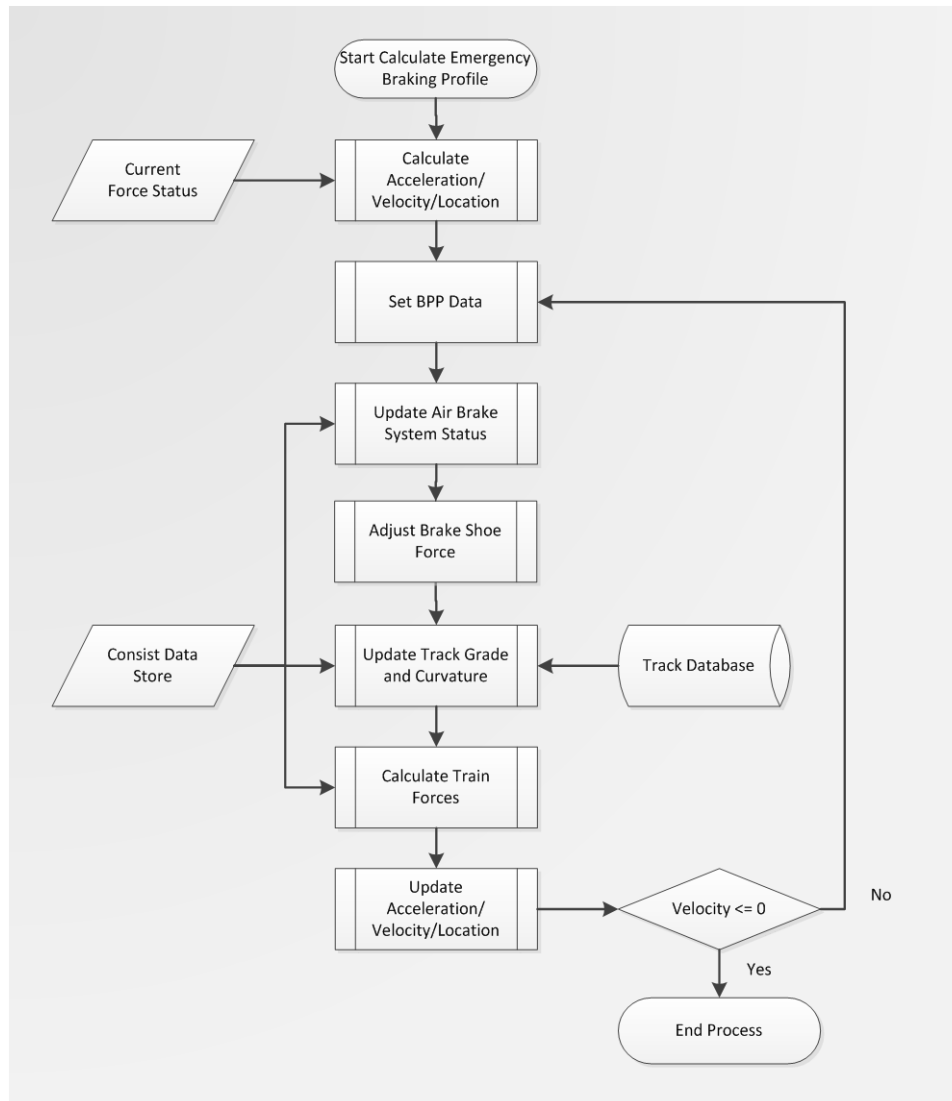 Start Calculate Emergency
Braking Profile
Current
Force Status
Calculate
Acceleration/
Velocity/Location
Set BPP Data
Update Air Brake
System Status
Adjust Brake Shoe
Force
Consist Data
Store
Update Track Grade
and Curvature
Track Database
Calculate Train
Forces
Update
Acceleration/
Velocity/Location
Velocity <= 0
No
Yes
End Process